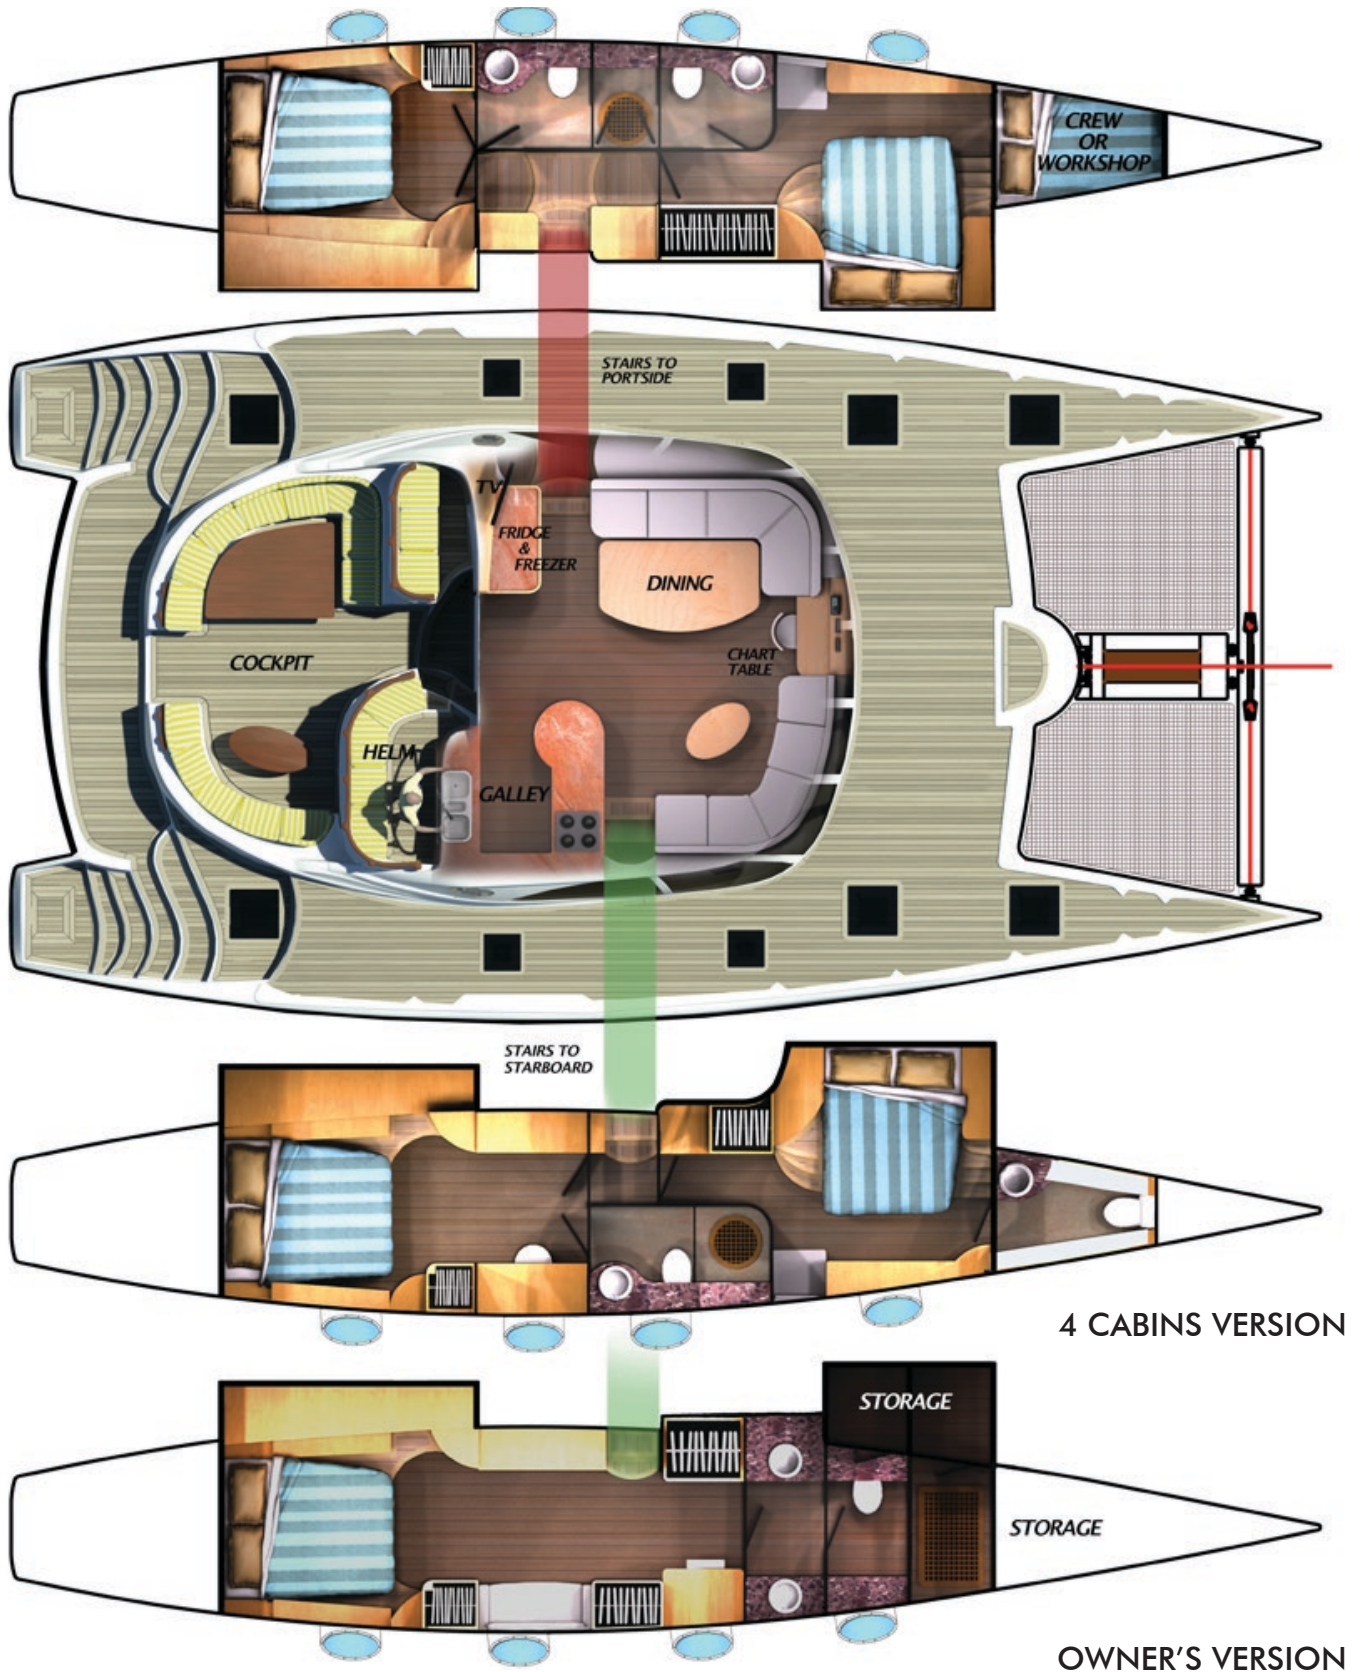 CREW
OR
WORKSHOP
STAIRS TO
PORTSIDE
TV
FRIDGE
&
FREEZER
DINING
COCKPIT
CHART
TABLE
HELM
GALLEY
STAIRS TO
STARBOARD
4 CABINS VERSION
STORAGE
STORAGE
OWNER'S VERSION